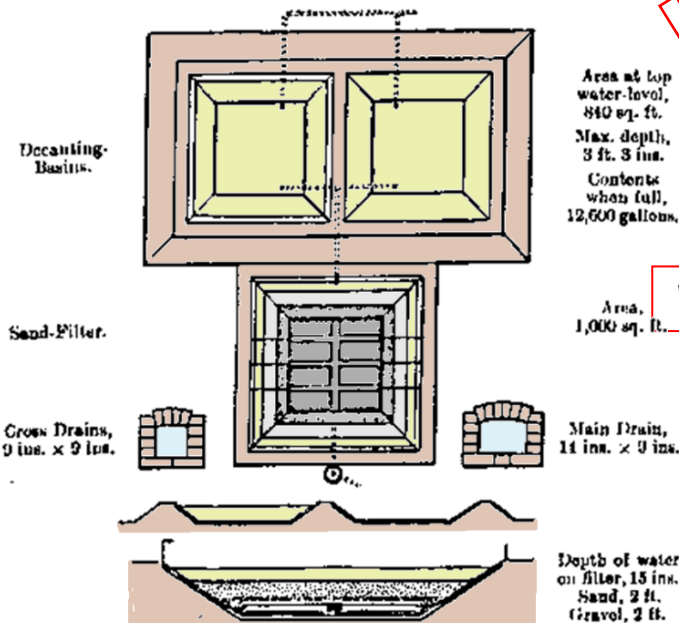 Decanting-
Basins.
Area at top
water-level,
840 sq. ft.
Max. depth,
3 ft. 3 ins.
Contents
when full,
12,600 gallons.
Sand-Filter.
Area,
1,000 sq. ft.
Cross Drains,
9 ins. × 9 ins.
Main Drain,
14 ins. × 9 ins.
Depth of water
on filter, 15 ins.
Sand, 2 ft.
Gravel, 2 ft.